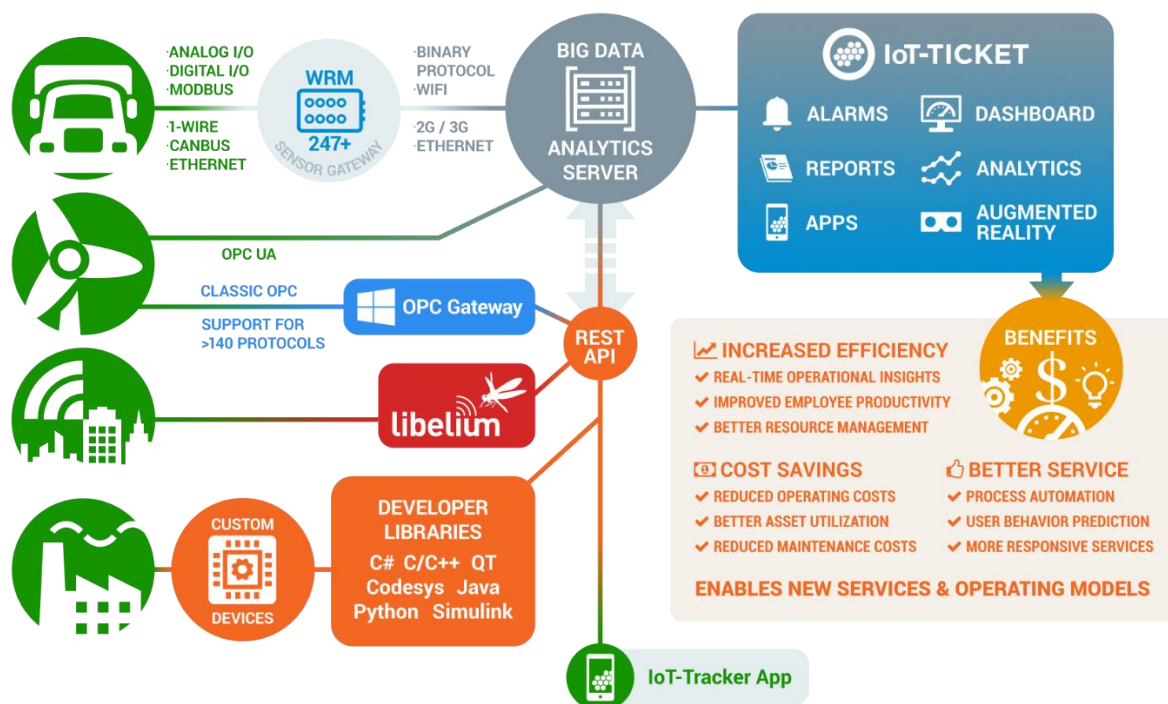 ·ANALOG I/O
·DIGITAL I/O
·MODBUS
·1-WIRE
·CANBUS
·ETHERNET
WRM
247+
SENSOR GATEWAY
·BINARY
PROTOCOL
·WIFI
·2G / 3G
·ETHERNET
BIG DATA
ANALYTICS
SERVER
IoT-TICKET
ALARMS
DASHBOARD
REPORTS
ANALYTICS
APPS
AUGMENTED
REALITY
OPC UA
CLASSIC OPC
SUPPORT FOR
>140 PROTOCOLS
OPC Gateway
REST
API
libelium
CUSTOM
DEVICES
DEVELOPER
LIBRARIES
C# C/C++ QT
Codesys Java
Python Simulink
IoT-Tracker App
BENEFITS
$
INCREASED EFFICIENCY
REAL-TIME OPERATIONAL INSIGHTS
IMPROVED EMPLOYEE PRODUCTIVITY
BETTER RESOURCE MANAGEMENT
COST SAVINGS
REDUCED OPERATING COSTS
BETTER ASSET UTILIZATION
REDUCED MAINTENANCE COSTS
BETTER SERVICE
PROCESS AUTOMATION
USER BEHAVIOR PREDICTION
MORE RESPONSIVE SERVICES
ENABLES NEW SERVICES & OPERATING MODELS